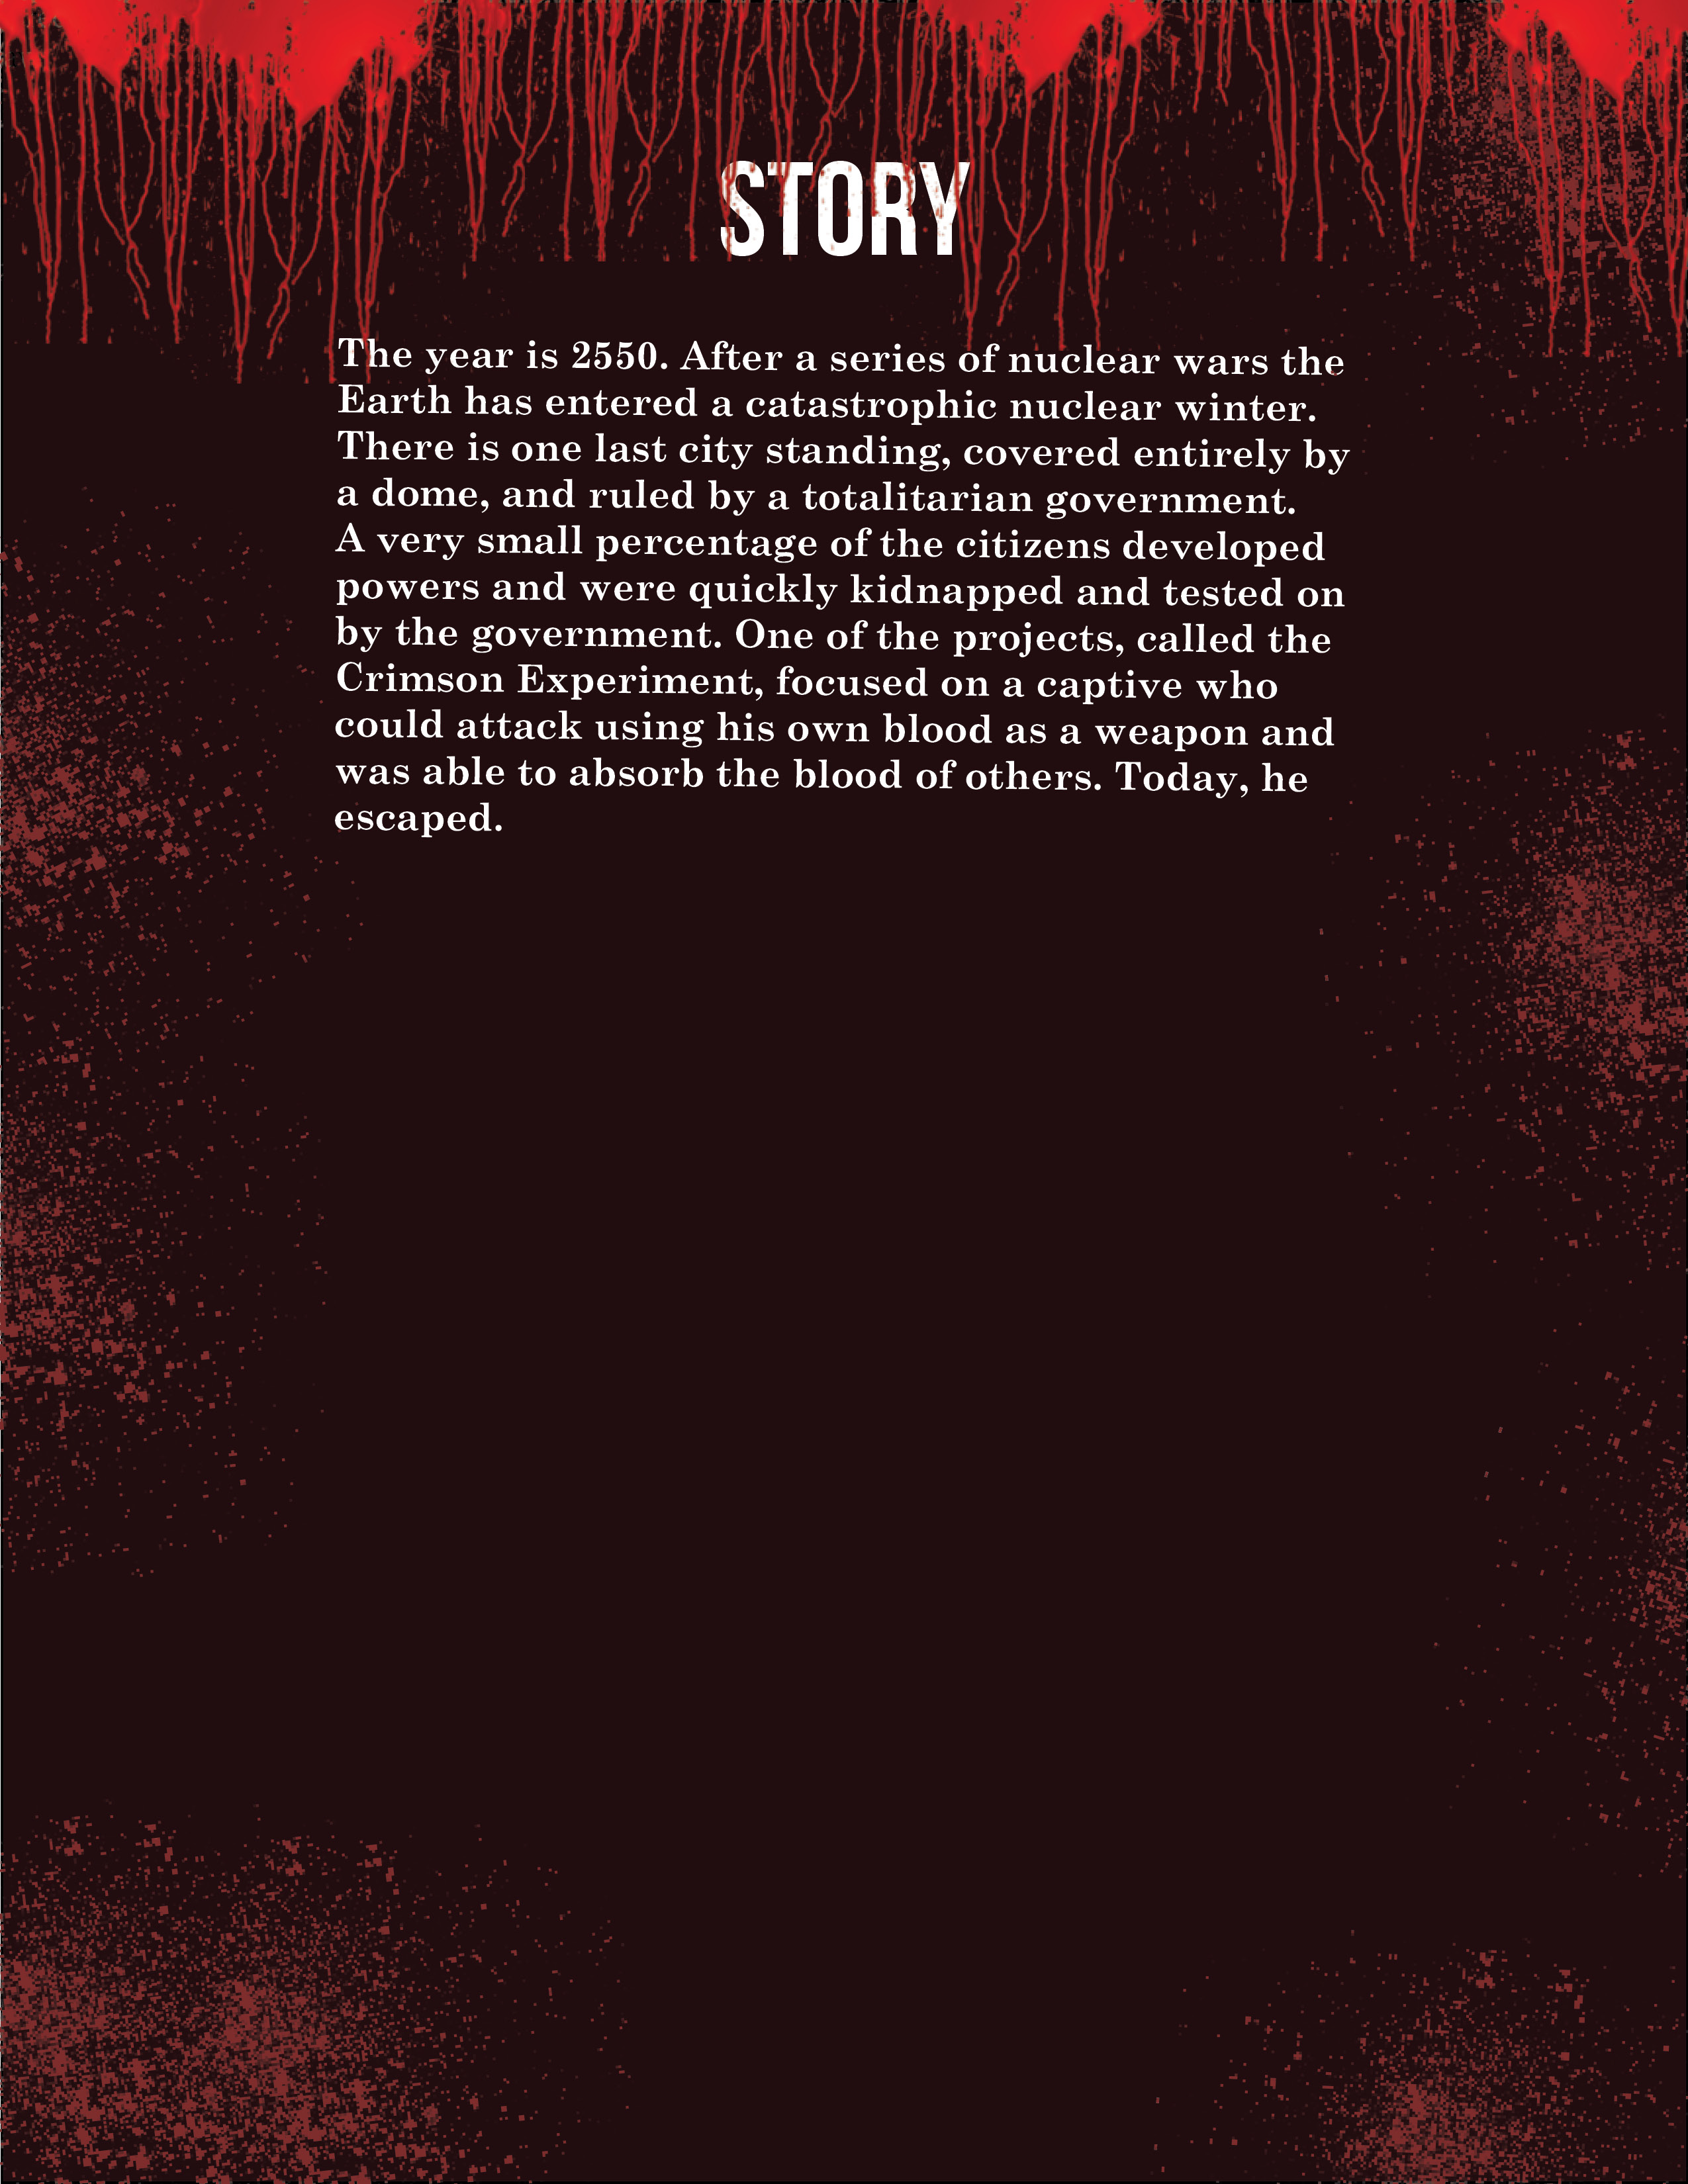 STORY
The year is 2550. After a series of nuclear wars the
Earth has entered a catastrophic nuclear winter.
There is one last city standing, covered entirely by
a dome, and ruled by a totalitarian government.
A very small percentage of the citizens developed
powers and were quickly kidnapped and tested on
by the government. One of the projects, called the
Crimson Experiment, focused on a captive who
could attack using his own blood as a weapon and
was able to absorb the blood of others. Today, he
escaped.